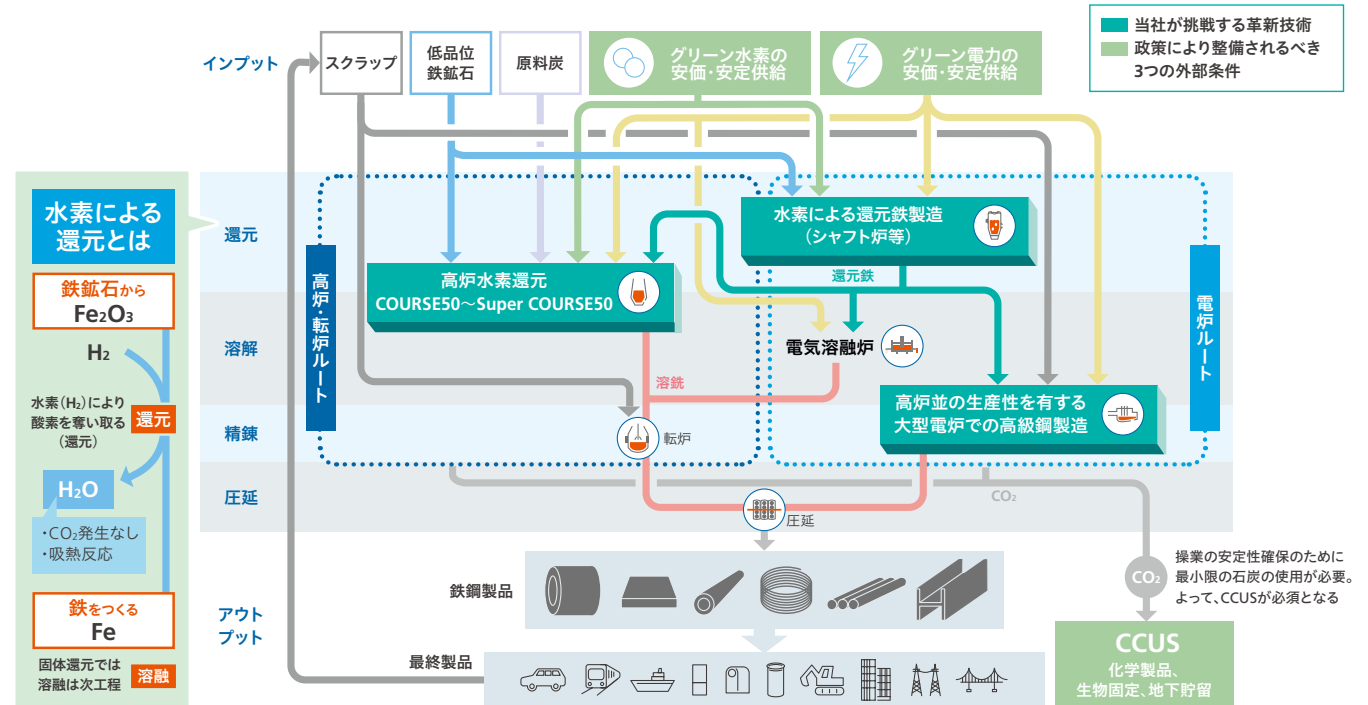 当社が挑戦する革新技術
政策により整備されるべき
3つの外部条件
インプット
スクラップ
低品位
鉄鉱石
原料炭
グリーン水素の
安価・安定供給
グリーン電力の
安価・安定供給
水素による
還元とは
鉄鉱石から
Fe₂O₃
H₂
水素(H₂)により
酸素を奪い取る
(還元)
還元
H₂O
・CO₂発生なし
・吸熱反応
鉄をつくる
Fe
固体還元では
溶融は次工程
溶融
還元
溶解
精錬
圧延
アウト
プット
高炉・転炉ルート
電炉ルート
水素による還元鉄製造
(シャフト炉等)
高炉水素還元
COURSE50～Super COURSE50
還元鉄
電気溶融炉
溶銑
高炉並の生産性を有する
大型電炉での高級鋼製造
転炉
CO₂
圧延
鉄鋼製品
最終製品
CO₂
操業の安定性確保のために
最小限の石炭の使用が必要。
よって、CCUSが必須となる
CCUS
化学製品、
生物固定、地下貯留